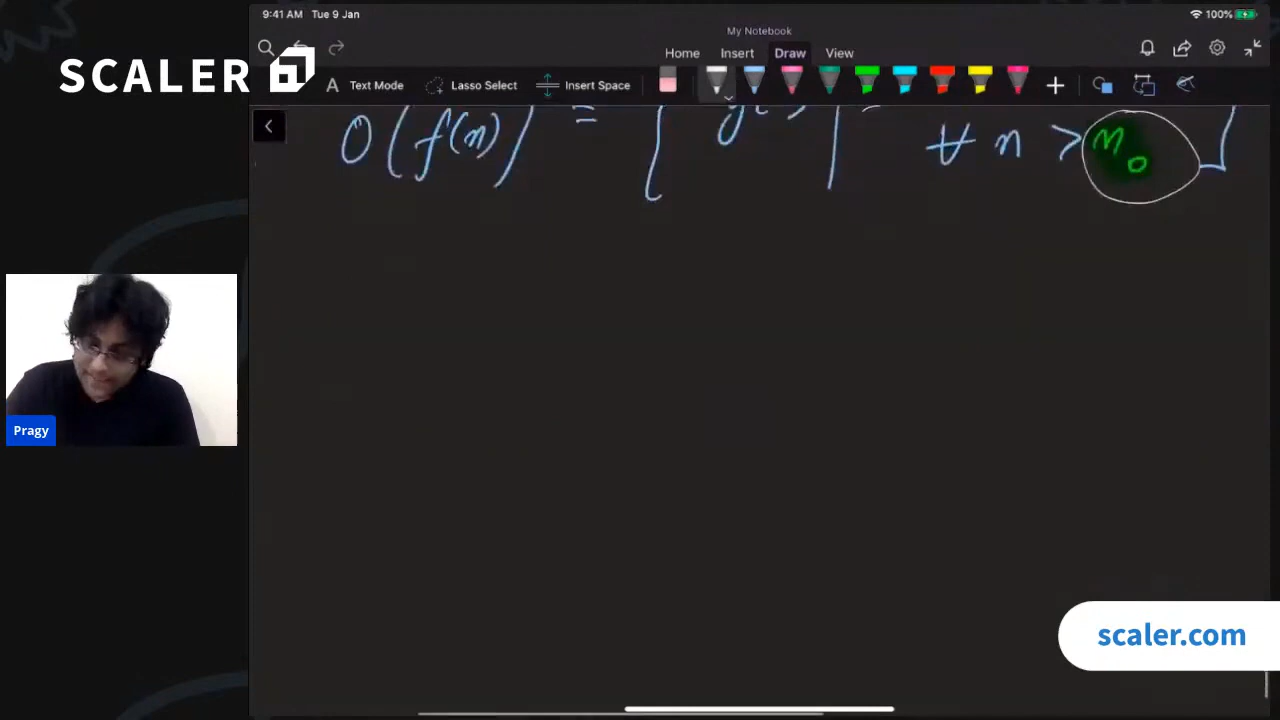 9:41 AM Tue 9 Jan
100%
My Notebook
SCALER
Home Insert Draw View
A Text Mode Lasso Select Insert Space
O(f(n)) = { g( ) | ∀ n > n₀ }
Pragy
scaler.com